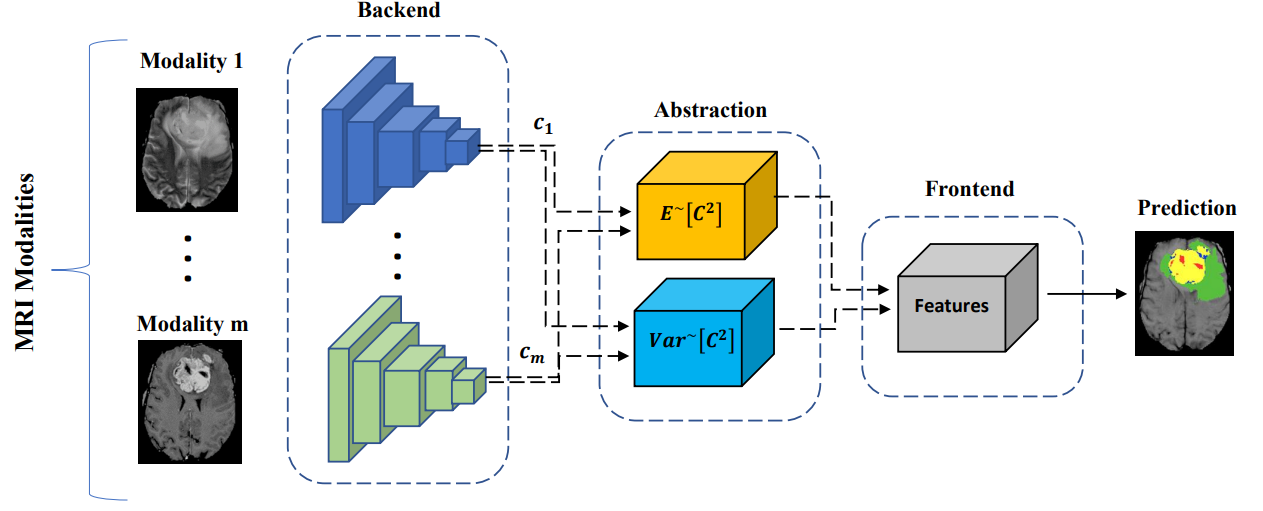 Backend
Modality 1
c₁
Abstraction
E~[C²]
Frontend
Prediction
MRI Modalities
Features
Modality m
Var~[C²]
cₘ